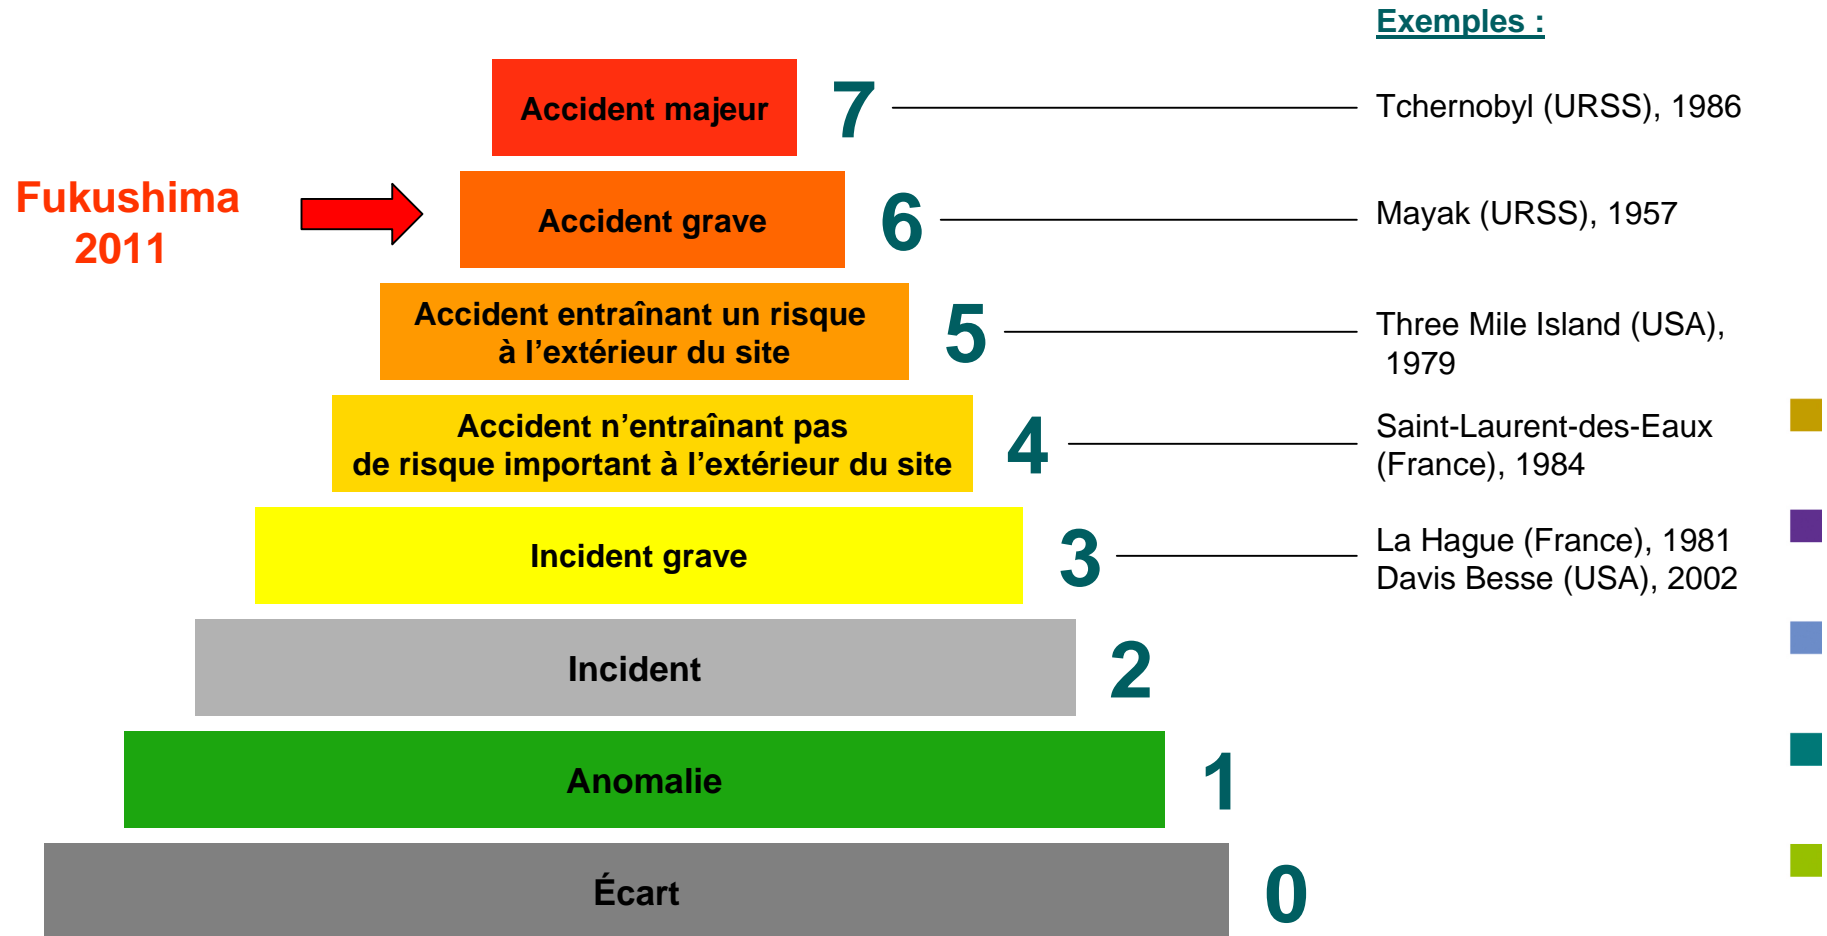 Exemples :
Accident majeur
7
Tchernobyl (URSS), 1986
Fukushima
2011
Accident grave
6
Mayak (URSS), 1957
Accident entraînant un risque
à l’extérieur du site
5
Three Mile Island (USA),
1979
Accident n’entraînant pas
de risque important à l’extérieur du site
4
Saint-Laurent-des-Eaux
(France), 1984
Incident grave
3
La Hague (France), 1981
Davis Besse (USA), 2002
Incident
2
Anomalie
1
Écart
0